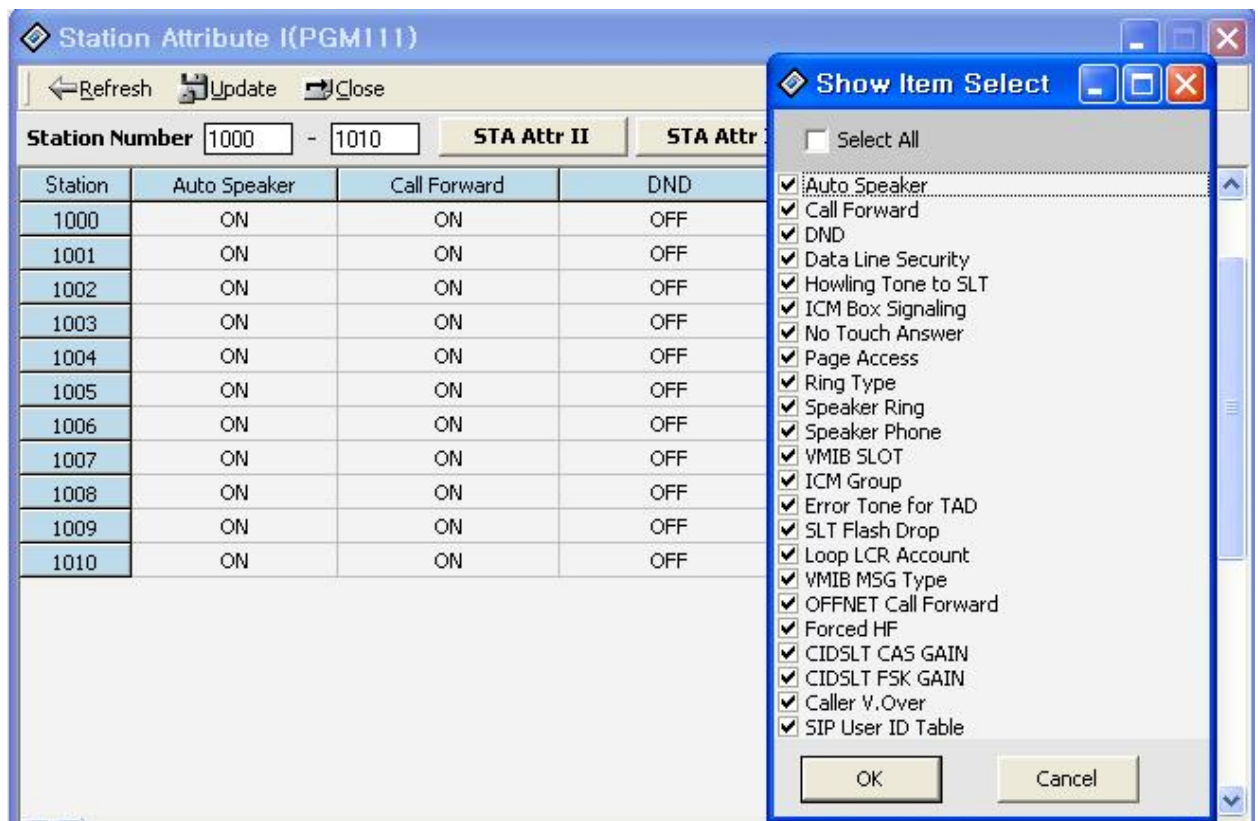 Station Attribute I(PGM111)
Refresh Update Close
Station Number 1000 - 1010 STA Attr II STA Attr
Station Auto Speaker Call Forward DND
1000 ON ON OFF
1001 ON ON OFF
1002 ON ON OFF
1003 ON ON OFF
1004 ON ON OFF
1005 ON ON OFF
1006 ON ON OFF
1007 ON ON OFF
1008 ON ON OFF
1009 ON ON OFF
1010 ON ON OFF
Show Item Select
Select All
Auto Speaker
Call Forward
DND
Data Line Security
Howling Tone to SLT
ICM Box Signaling
No Touch Answer
Page Access
Ring Type
Speaker Ring
Speaker Phone
VMIB SLOT
ICM Group
Error Tone for TAD
SLT Flash Drop
Loop LCR Account
VMIB MSG Type
OFFNET Call Forward
Forced HF
CIDSLT CAS GAIN
CIDSLT FSK GAIN
Caller V.Over
SIP User ID Table
OK Cancel